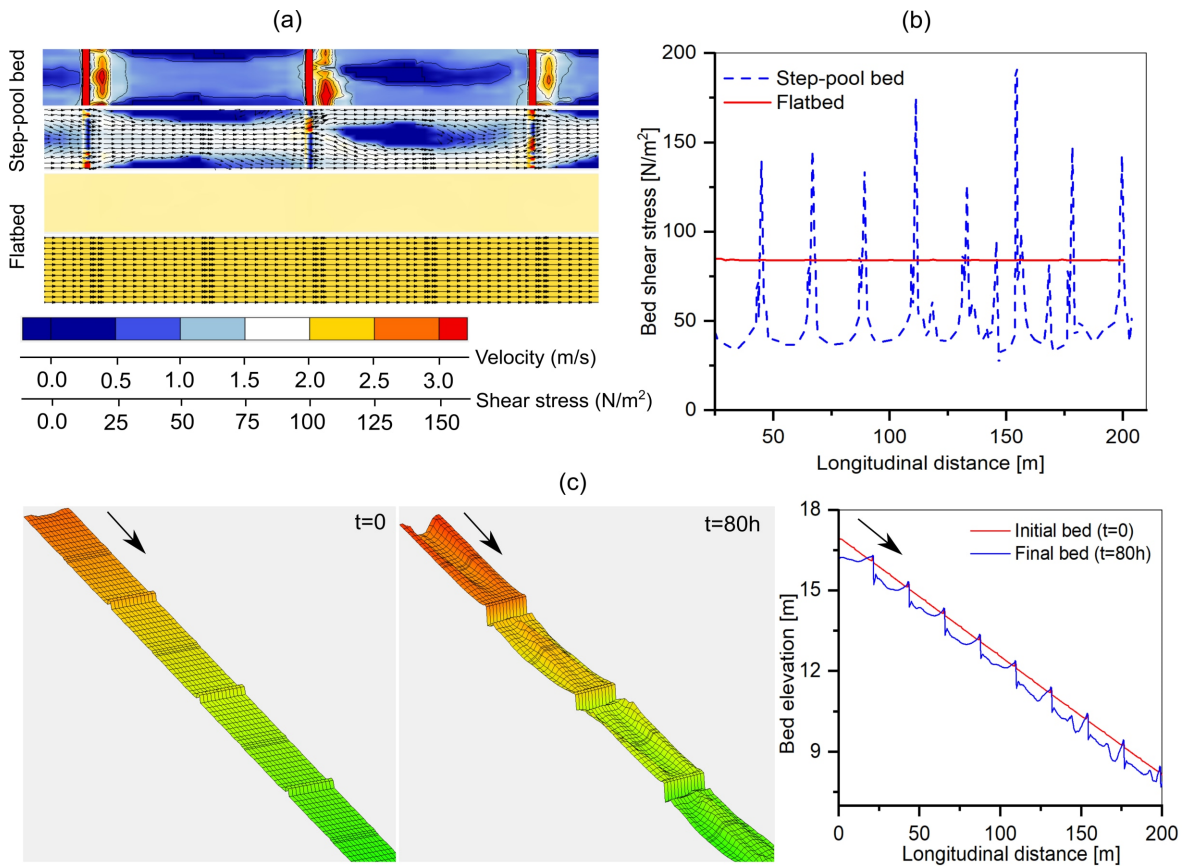 (a)
Step-pool bed
Flatbed
Velocity (m/s)
0.0 0.5 1.0 1.5 2.0 2.5 3.0
Shear stress (N/m²)
0.0 25 50 75 100 125 150
(b)
200
150
100
50
0
Bed shear stress [N/m²]
Step-pool bed
Flatbed
50 100 150 200
Longitudinal distance [m]
(c)
t=0
t=80h
18
15
12
9
Bed elevation [m]
Initial bed (t=0)
Final bed (t=80h)
0 50 100 150 200
Longitudinal distance [m]